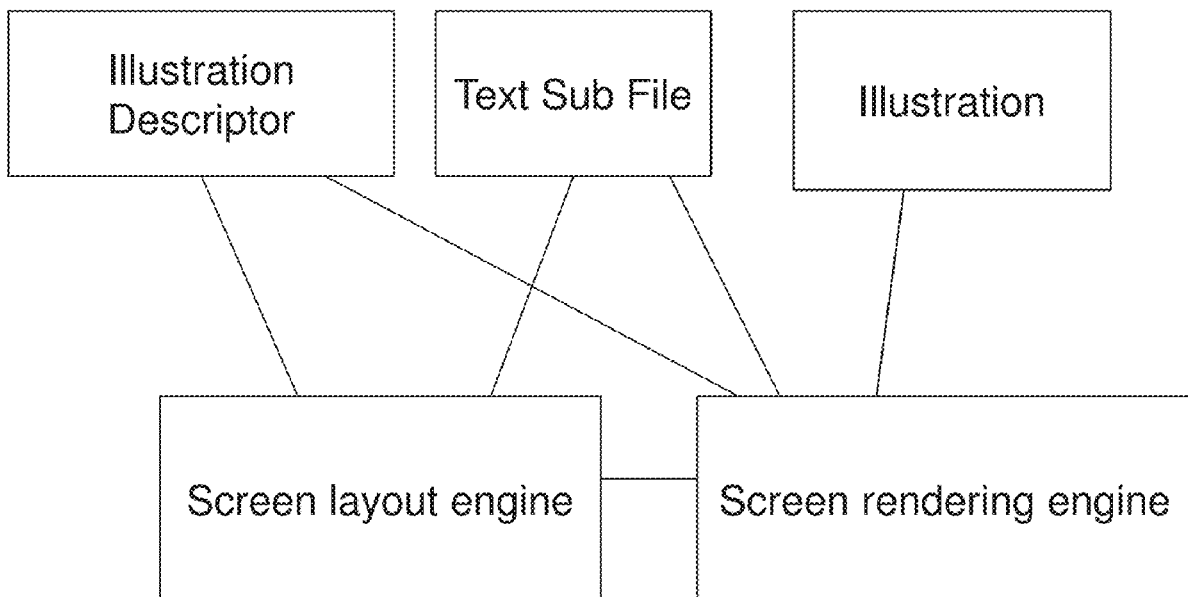 Illustration
Descriptor
Text Sub File
Illustration
Screen layout engine
Screen rendering engine